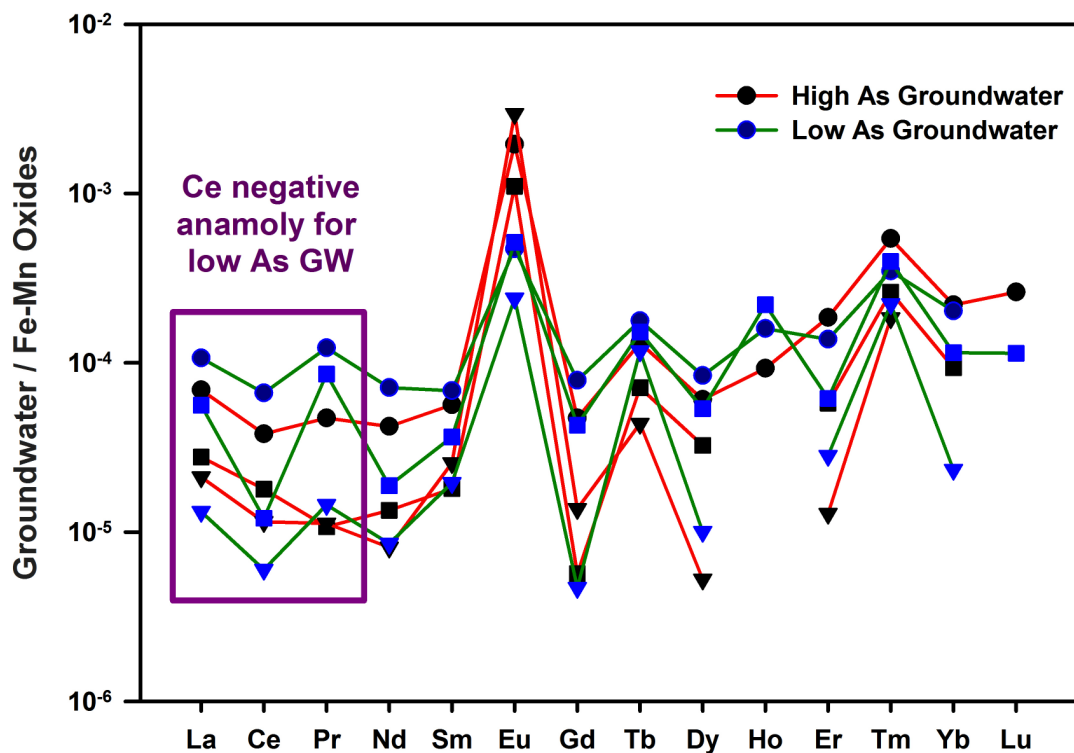 Groundwater / Fe-Mn Oxides
10-2
10-3
10-4
10-5
10-6
High As Groundwater
Low As Groundwater
Ce negative
anamoly for
low As GW
La Ce Pr Nd Sm Eu Gd Tb Dy Ho Er Tm Yb Lu